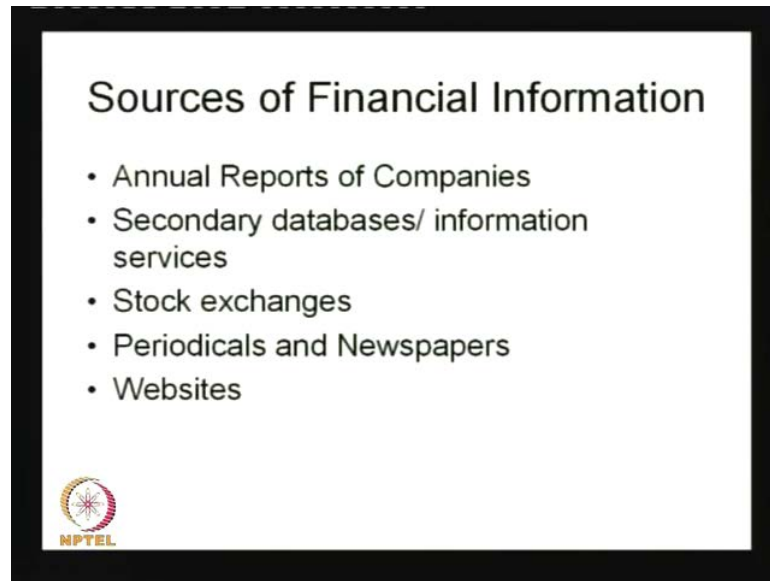 Sources of Financial Information
• Annual Reports of Companies
• Secondary databases/ information
services
• Stock exchanges
• Periodicals and Newspapers
• Websites
NPTEL